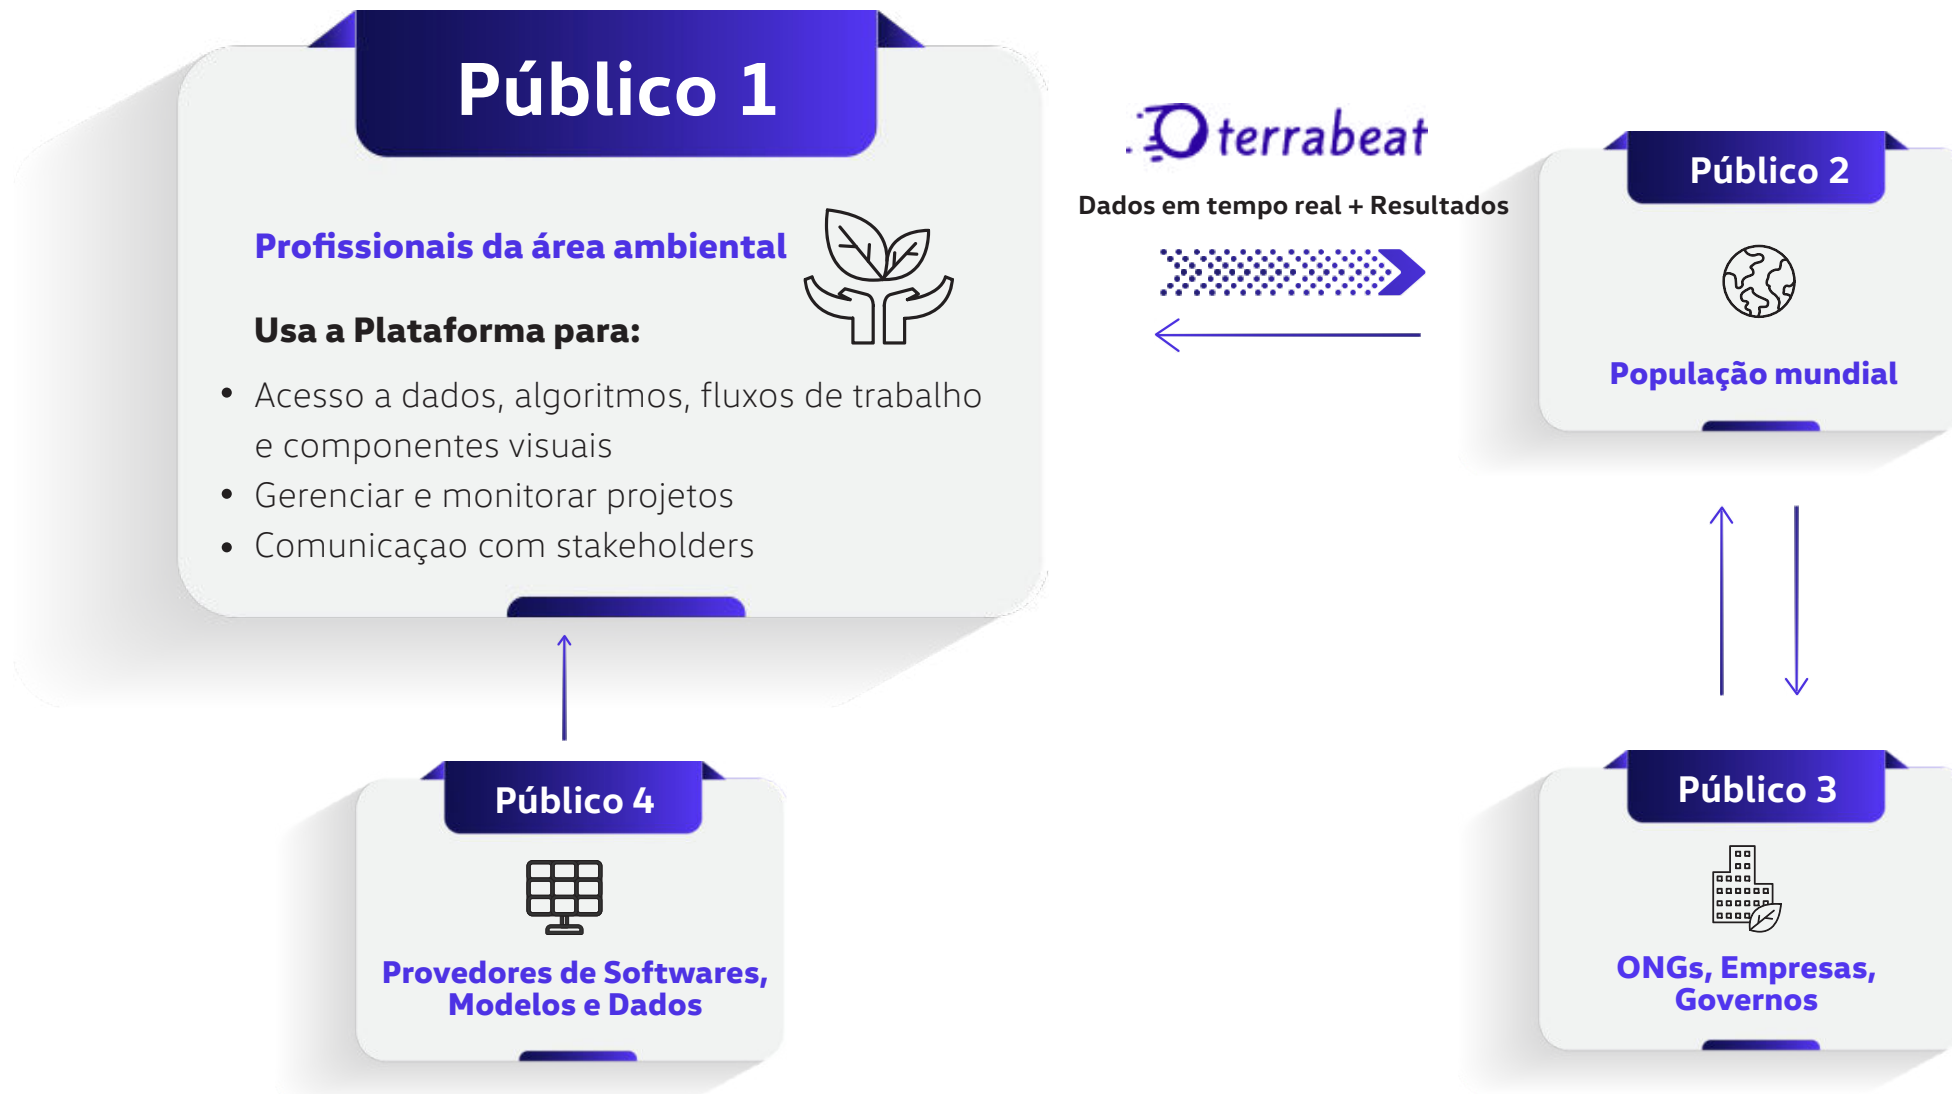 Público 1
Profissionais da área ambiental
Usa a Plataforma para:
• Acesso a dados, algoritmos, fluxos de trabalho
e componentes visuais
• Gerenciar e monitorar projetos
• Comunicaçao com stakeholders
terrabeat
Dados em tempo real + Resultados
Público 2
População mundial
Público 4
Provedores de Softwares,
Modelos e Dados
Público 3
ONGs, Empresas,
Governos